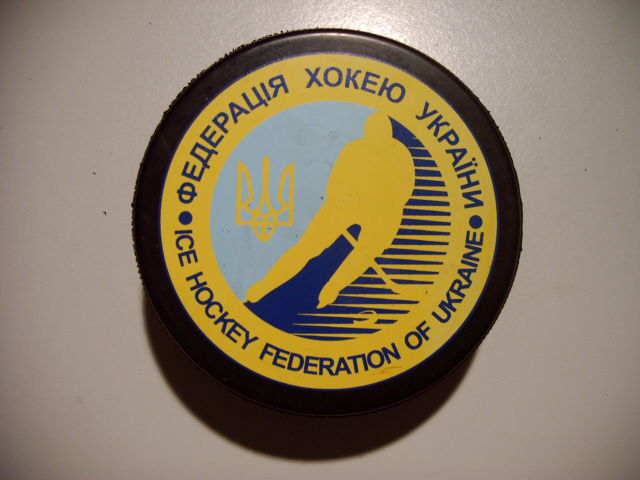 ФЕДЕРАЦІЯ ХОКЕЮ УКРАЇНИ
ICE HOCKEY FEDERATION OF UKRAINE